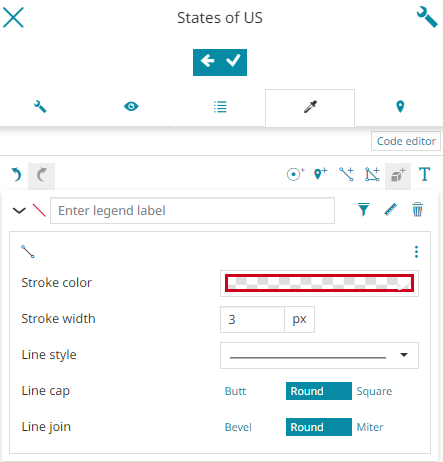 States of US
Code editor
T
Enter legend label
Stroke color
Stroke width 3 px
Line style
Line cap Butt Round Square
Line join Bevel Round Miter